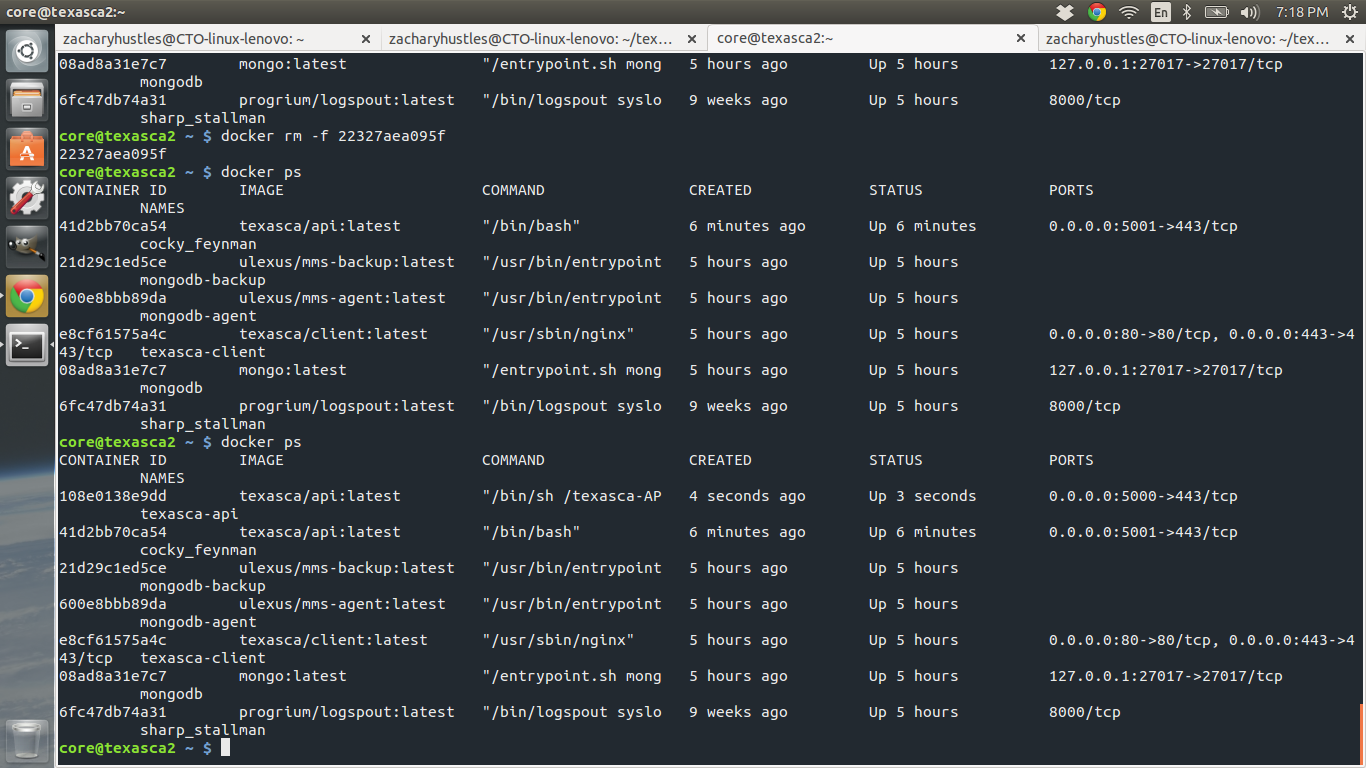 core@texasca2:~
En
7:18 PM
zacharyhustles@CTO-linux-lenovo: ~
zacharyhustles@CTO-linux-lenovo: ~/tex...
core@texasca2:~
zacharyhustles@CTO-linux-lenovo: ~/tex...
08ad8a31e7c7        mongo:latest               "/entrypoint.sh mong   5 hours ago         Up 5 hours          127.0.0.1:27017->27017/tcp
         mongodb
6fc47db74a31        progrium/logspout:latest   "/bin/logspout syslo   9 weeks ago         Up 5 hours          8000/tcp
         sharp_stallman
core@texasca2 ~ $ docker rm -f 22327aea095f
22327aea095f
core@texasca2 ~ $ docker ps
CONTAINER ID        IMAGE                      COMMAND                CREATED             STATUS              PORTS
         NAMES
41d2bb70ca54        texasca/api:latest         "/bin/bash"            6 minutes ago       Up 6 minutes        0.0.0.0:5001->443/tcp
         cocky_feynman
21d29c1ed5ce        ulexus/mms-backup:latest   "/usr/bin/entrypoint   5 hours ago         Up 5 hours
         mongodb-backup
600e8bbb89da        ulexus/mms-agent:latest    "/usr/bin/entrypoint   5 hours ago         Up 5 hours
         mongodb-agent
e8cf61575a4c        texasca/client:latest      "/usr/sbin/nginx"      5 hours ago         Up 5 hours          0.0.0.0:80->80/tcp, 0.0.0.0:443->4
43/tcp   texasca-client
08ad8a31e7c7        mongo:latest               "/entrypoint.sh mong   5 hours ago         Up 5 hours          127.0.0.1:27017->27017/tcp
         mongodb
6fc47db74a31        progrium/logspout:latest   "/bin/logspout syslo   9 weeks ago         Up 5 hours          8000/tcp
         sharp_stallman
core@texasca2 ~ $ docker ps
CONTAINER ID        IMAGE                      COMMAND                CREATED             STATUS              PORTS
         NAMES
108e0138e9dd        texasca/api:latest         "/bin/sh /texasca-AP   4 seconds ago       Up 3 seconds        0.0.0.0:5000->443/tcp
         texasca-api
41d2bb70ca54        texasca/api:latest         "/bin/bash"            6 minutes ago       Up 6 minutes        0.0.0.0:5001->443/tcp
         cocky_feynman
21d29c1ed5ce        ulexus/mms-backup:latest   "/usr/bin/entrypoint   5 hours ago         Up 5 hours
         mongodb-backup
600e8bbb89da        ulexus/mms-agent:latest    "/usr/bin/entrypoint   5 hours ago         Up 5 hours
         mongodb-agent
e8cf61575a4c        texasca/client:latest      "/usr/sbin/nginx"      5 hours ago         Up 5 hours          0.0.0.0:80->80/tcp, 0.0.0.0:443->4
43/tcp   texasca-client
08ad8a31e7c7        mongo:latest               "/entrypoint.sh mong   5 hours ago         Up 5 hours          127.0.0.1:27017->27017/tcp
         mongodb
6fc47db74a31        progrium/logspout:latest   "/bin/logspout syslo   9 weeks ago         Up 5 hours          8000/tcp
         sharp_stallman
core@texasca2 ~ $